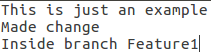 This is just an example
Made change
Inside branch Feature1